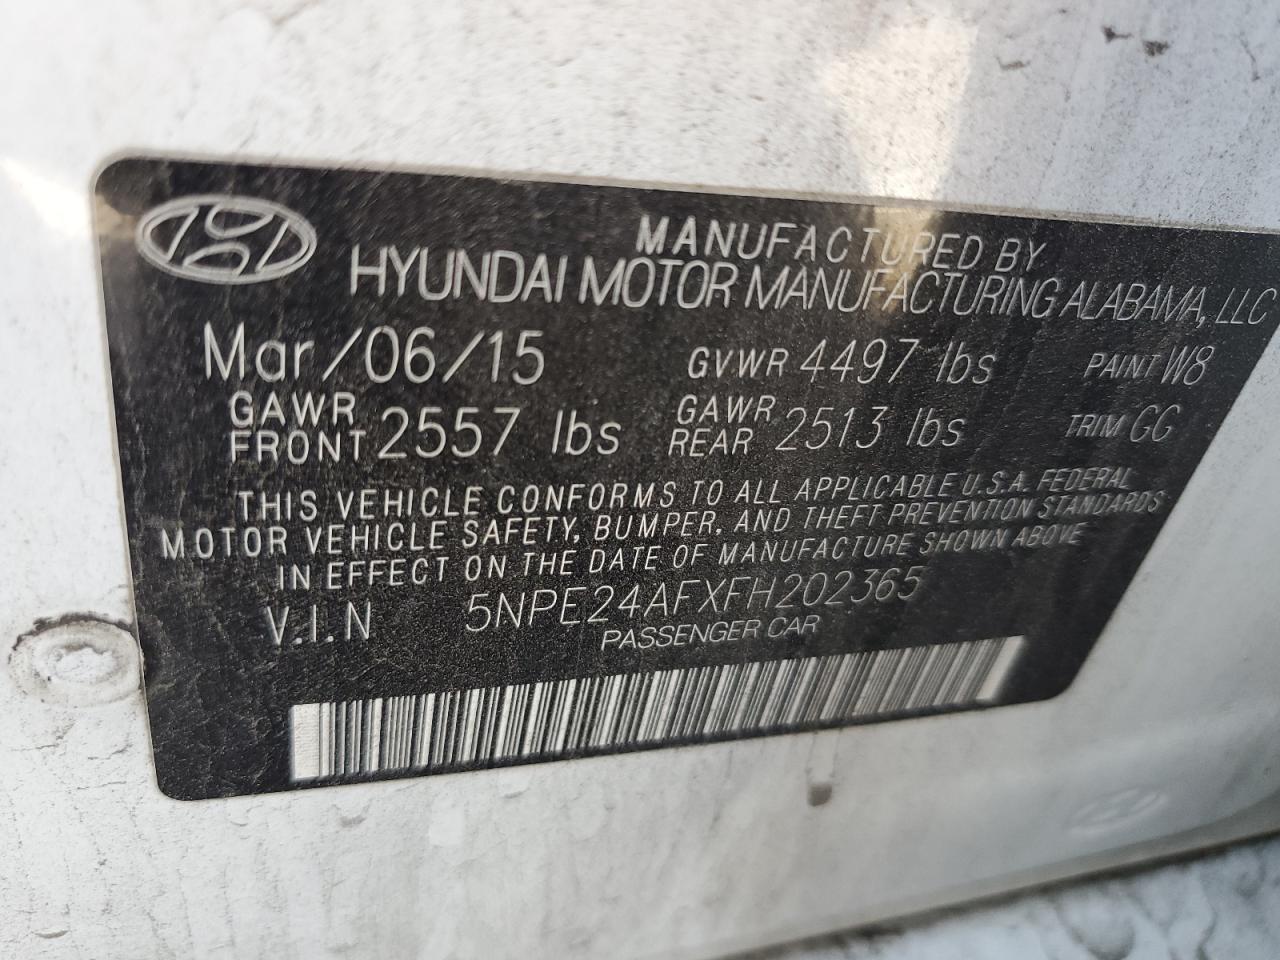 MANUFACTURED BY
HYUNDAI MOTOR MANUFACTURING ALABAMA, LLC
Mar/06/15 GVWR 4497 lbs PAINT W8
GAWR FRONT 2557 lbs GAWR REAR 2513 lbs TRIM GG
THIS VEHICLE CONFORMS TO ALL APPLICABLE U.S.A. FEDERAL
MOTOR VEHICLE SAFETY, BUMPER, AND THEFT PREVENTION STANDARDS
IN EFFECT ON THE DATE OF MANUFACTURE SHOWN ABOVE
V.I.N 5NPE24AFXFH202365
PASSENGER CAR